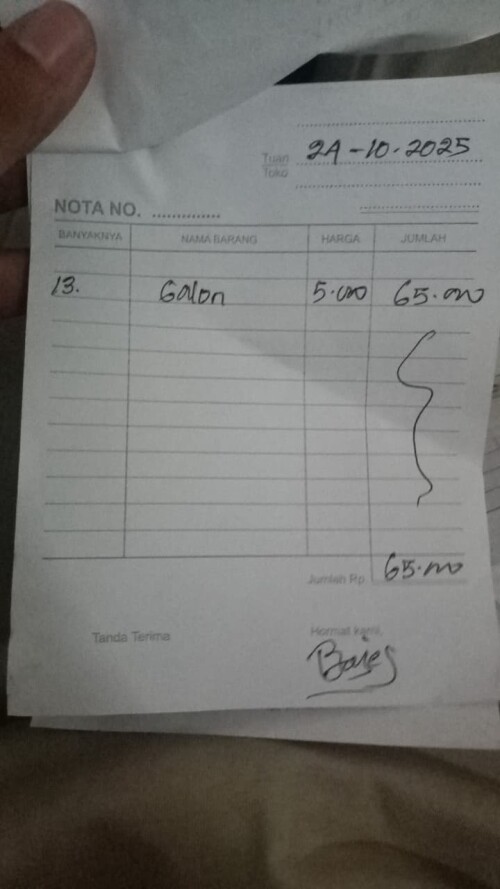 24-10-2025
Tuan
Toko
NOTA NO. ..............
BANYAKNYA NAMA BARANG HARGA JUMLAH
13. Galon 5.000 65.000
Jumlah Rp. 65.000
Tanda Terima Hormat kami,